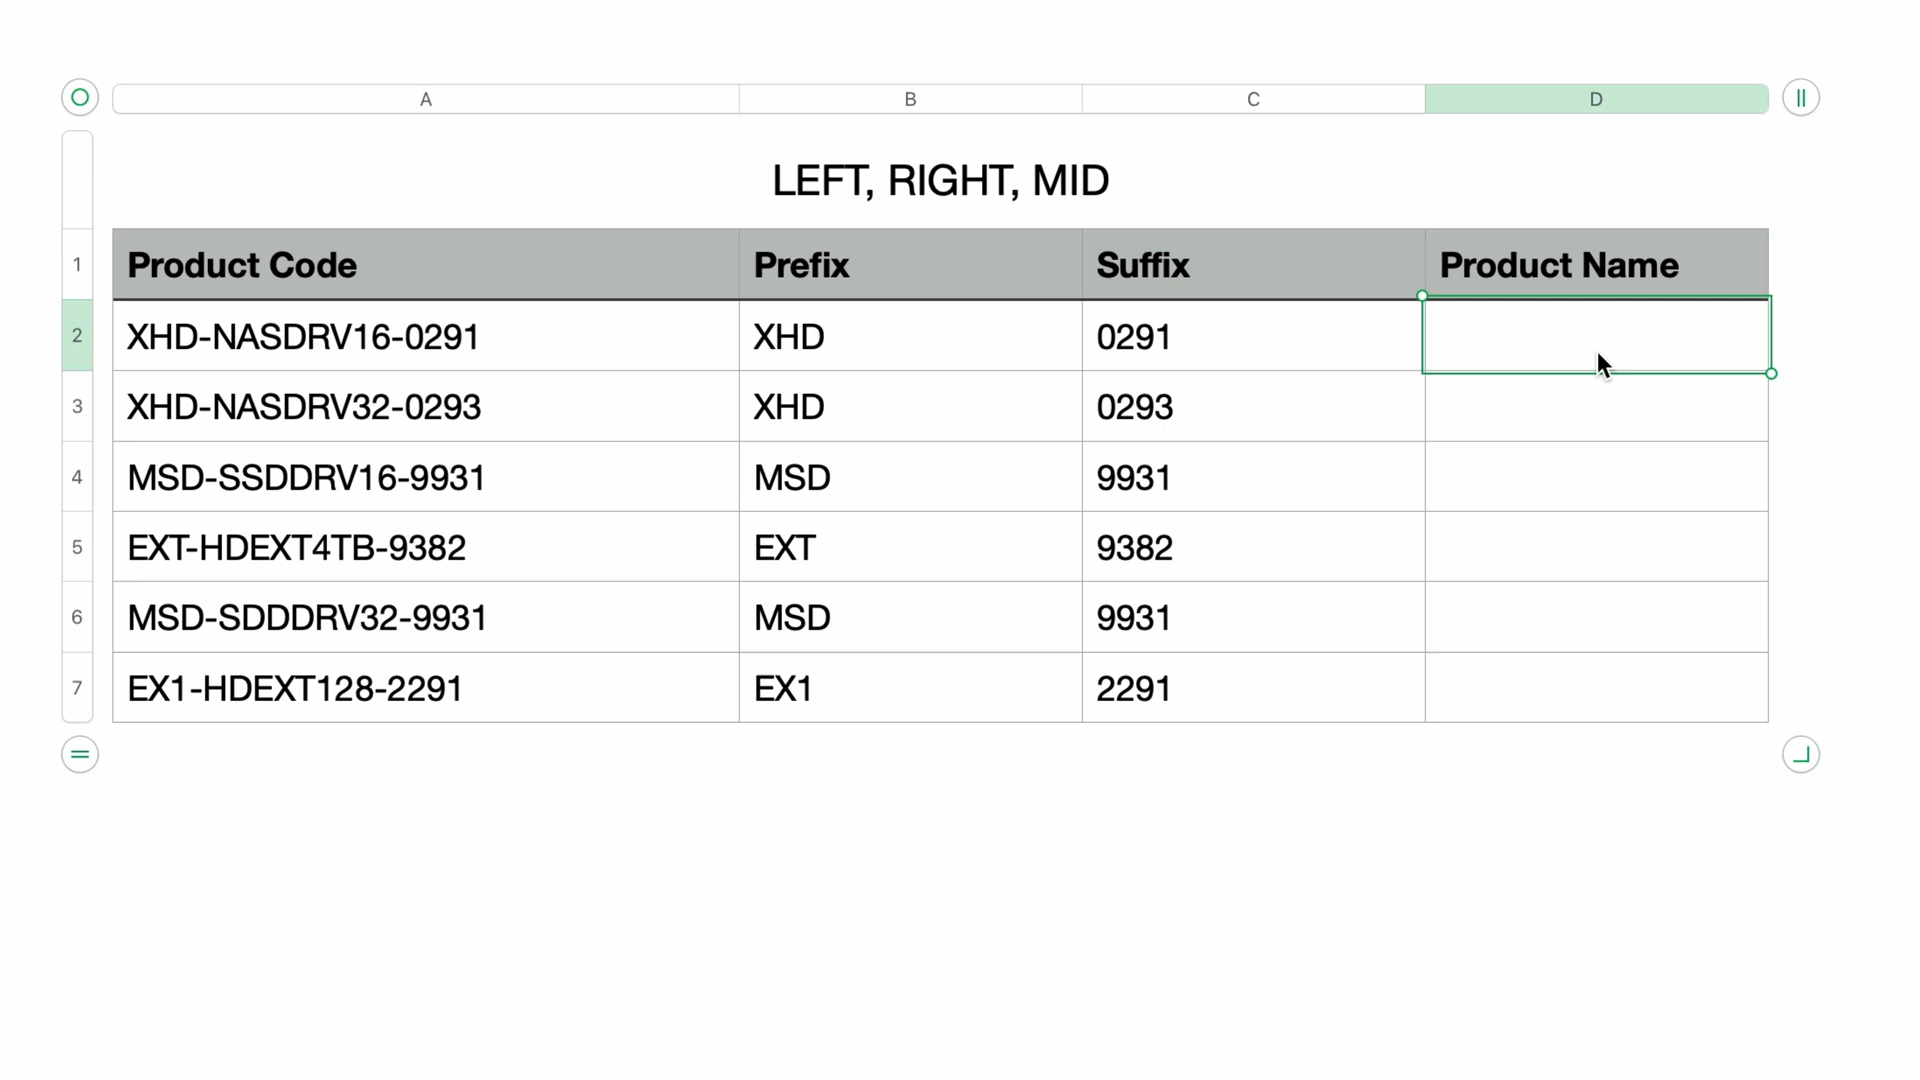 A B C D
LEFT, RIGHT, MID
1 Product Code Prefix Suffix Product Name
2 XHD-NASDRV16-0291 XHD 0291
3 XHD-NASDRV32-0293 XHD 0293
4 MSD-SSDDRV16-9931 MSD 9931
5 EXT-HDEXT4TB-9382 EXT 9382
6 MSD-SDDDRV32-9931 MSD 9931
7 EX1-HDEXT128-2291 EX1 2291